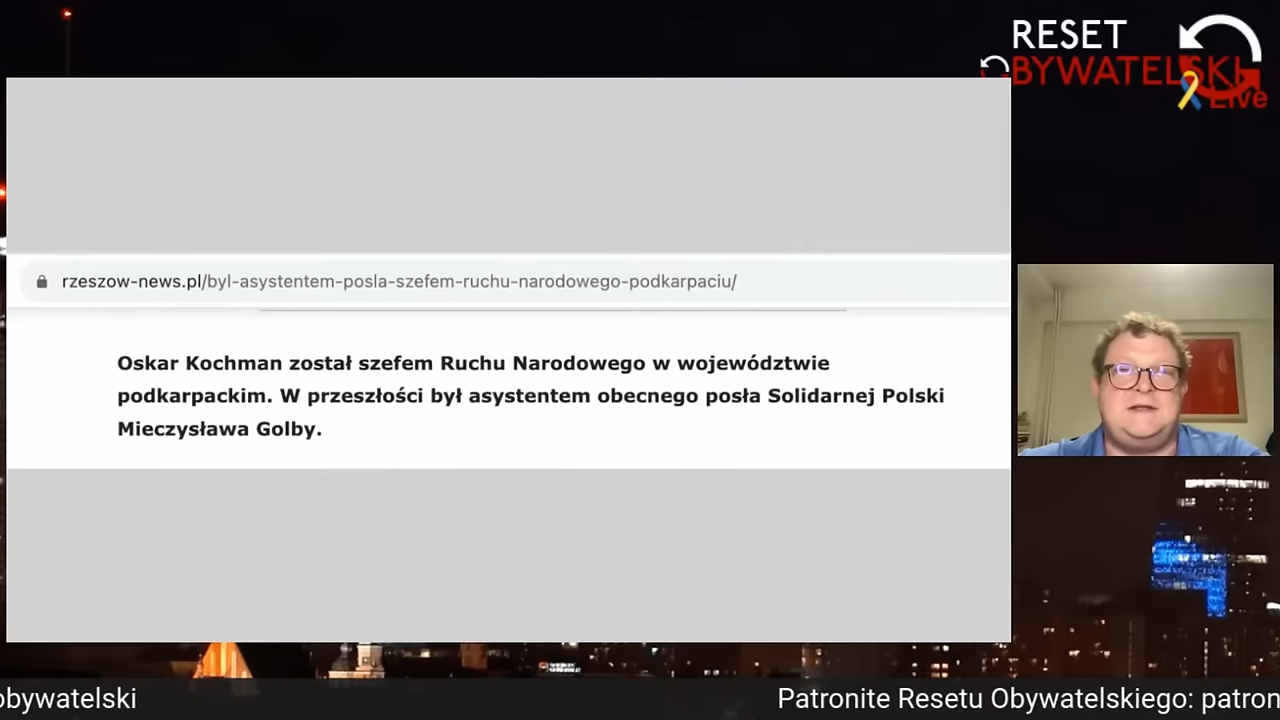 RESET
OBYWATELSKI
Live
rzeszow-news.pl/byl-asystentem-posla-szefem-ruchu-narodowego-podkarpaciu/
Oskar Kochman został szefem Ruchu Narodowego w województwie
podkarpackim. W przeszłości był asystentem obecnego posła Solidarnej Polski
Mieczysława Golby.
obywatelski
Patronite Resetu Obywatelskiego: patron